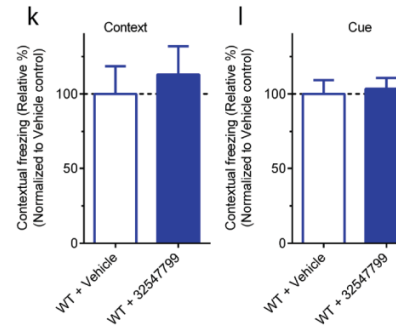 k
Context
Contextual freezing (Relative %)
(Normalized to Vehicle control)
100
50
0
WT + Vehicle
WT + 32547799
l
Cue
Contextual freezing (Relative %)
(Normalized to Vehicle control)
100
50
0
WT + Vehicle
WT + 32547799